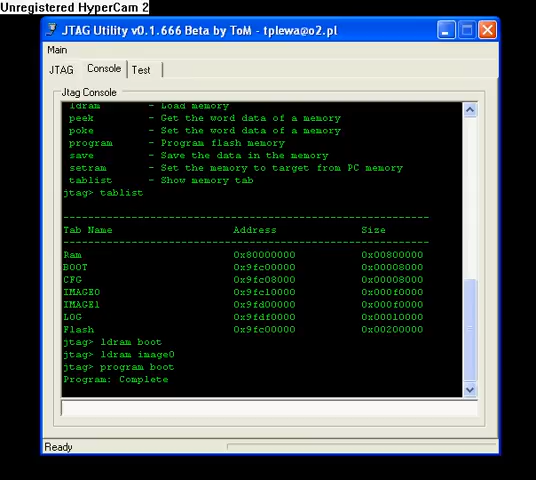 Unregistered HyperCam 2
JTAG Utility v0.1.666 Beta by ToM - tplewa@o2.pl
Main
JTAG Console Test
Jtag Console
ldram - Load memory
peek - Get the word data of a memory
poke - Set the word data of a memory
program - Program flash memory
save - Save the data in the memory
setram - Set the memory to target from PC memory
tablist - Show memory tab
jtag> tablist
------------------------------------------------------------
Tab Name Address Size
------------------------------------------------------------
Ram 0x80000000 0x00800000
BOOT 0x9fc00000 0x00008000
CFG 0x9fc08000 0x00008000
IMAGE0 0x9fc10000 0x000f0000
IMAGE1 0x9fd00000 0x000f0000
LOG 0x9fdf0000 0x00010000
Flash 0x9fc00000 0x00200000
jtag> ldram boot
jtag> ldram image0
jtag> program boot
Program: Complete
Ready